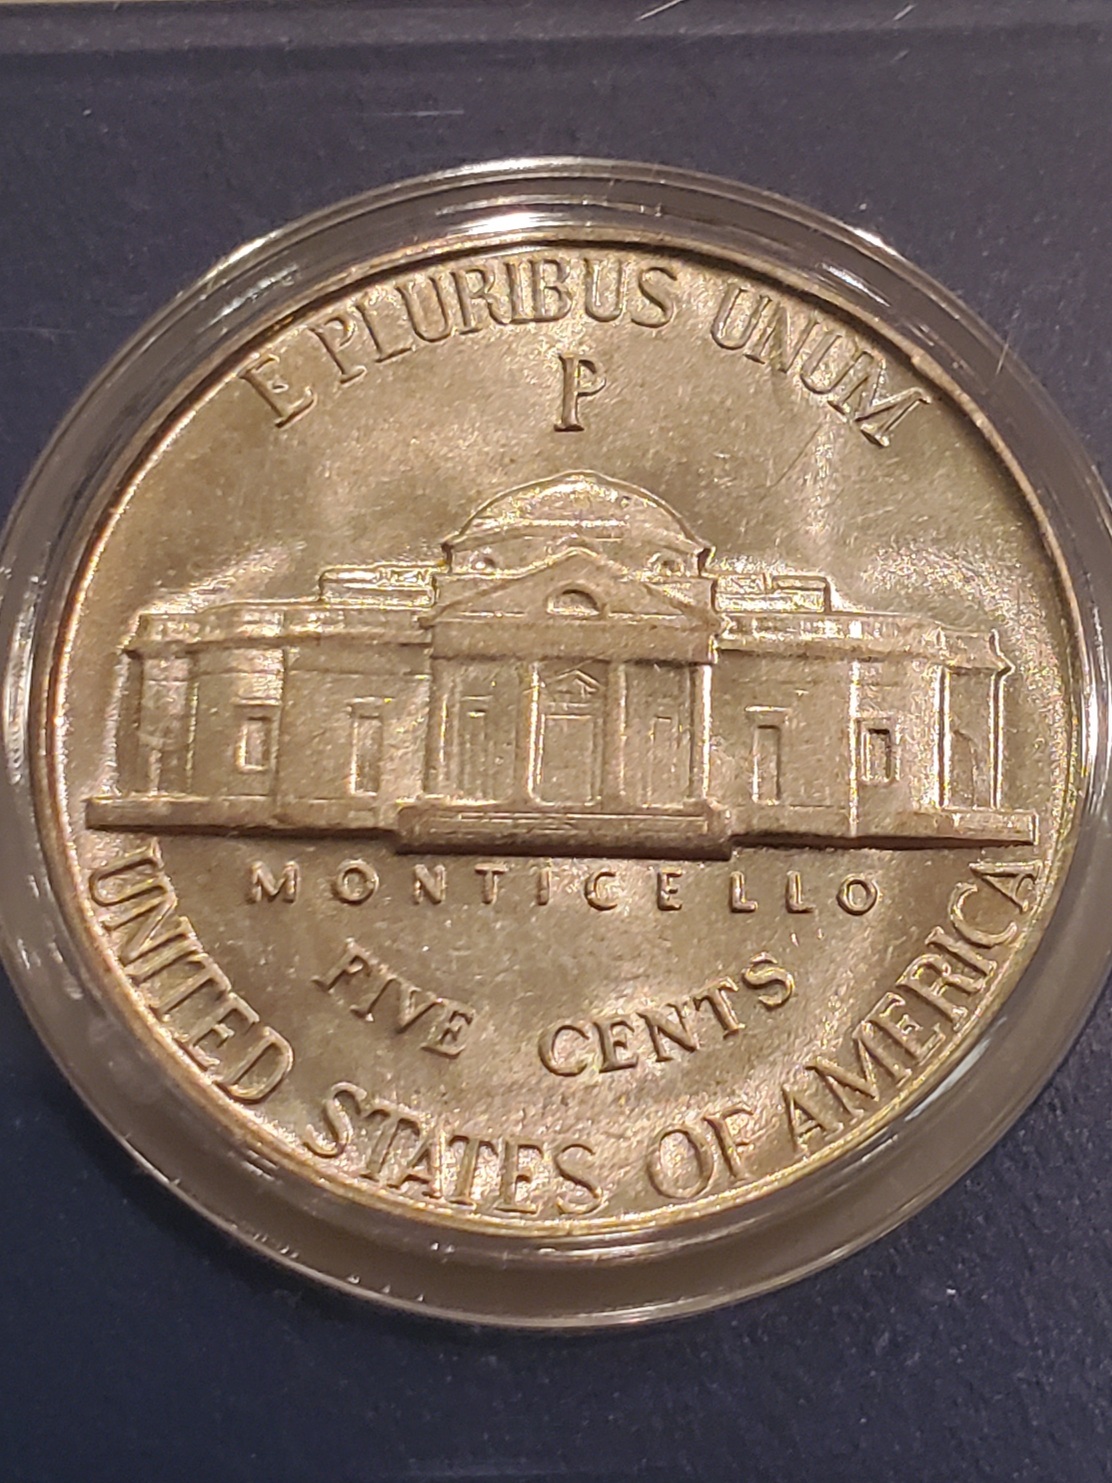 E PLURIBUS UNUM
P
MONTICELLO
FIVE CENTS
UNITED STATES OF AMERICA